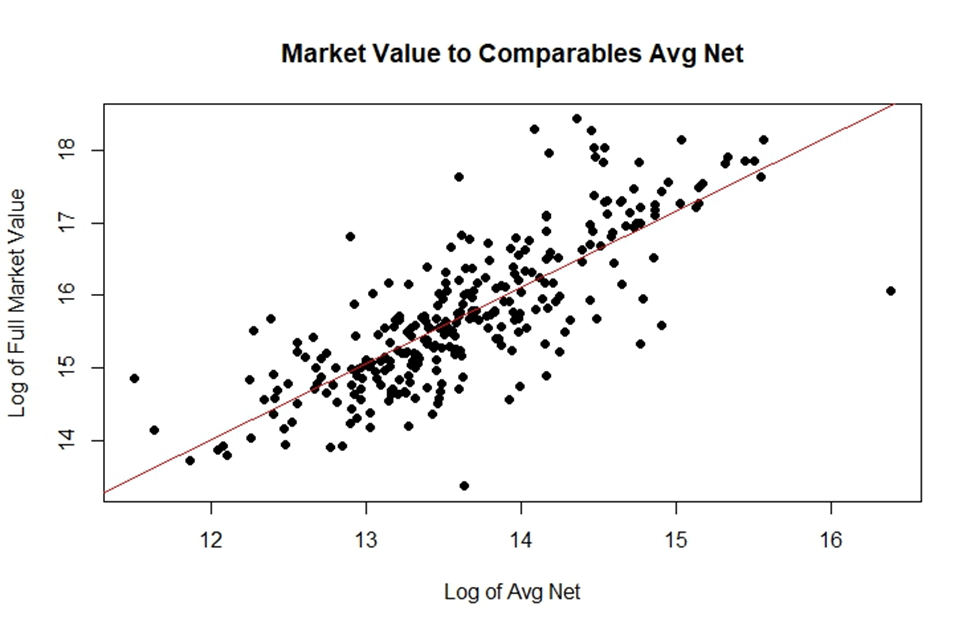 Market Value to Comparables Avg Net
Log of Full Market Value
18
17
16
15
14
12 13 14 15 16
Log of Avg Net